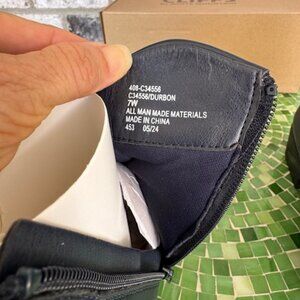 408-C34556
C34556/DURBON
7W
ALL MAN MADE MATERIALS
MADE IN CHINA
453 05/24